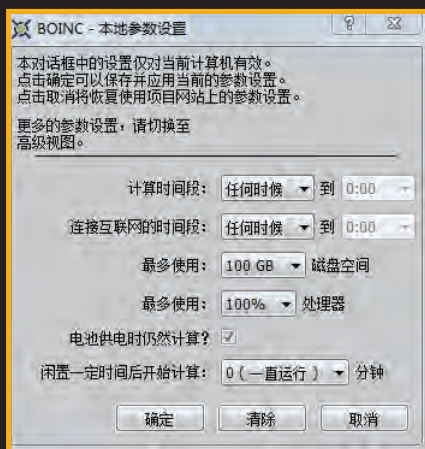 BOINC - 本地参数设置
本对话框中的设置仅对当前计算机有效。
点击确定可以保存并应用当前的参数设置。
点击取消将恢复使用项目网站上的参数设置。
更多的参数设置，请切换至
高级视图。
计算时间段： 任何时候 到 0:00
连接互联网的时间段： 任何时候 到 0:00
最多使用： 100 GB 磁盘空间
最多使用： 100% 处理器
电池供电时仍然计算?
闲置一定时间后开始计算： 0 ( 一直运行 ) 分钟
确定 清除 取消